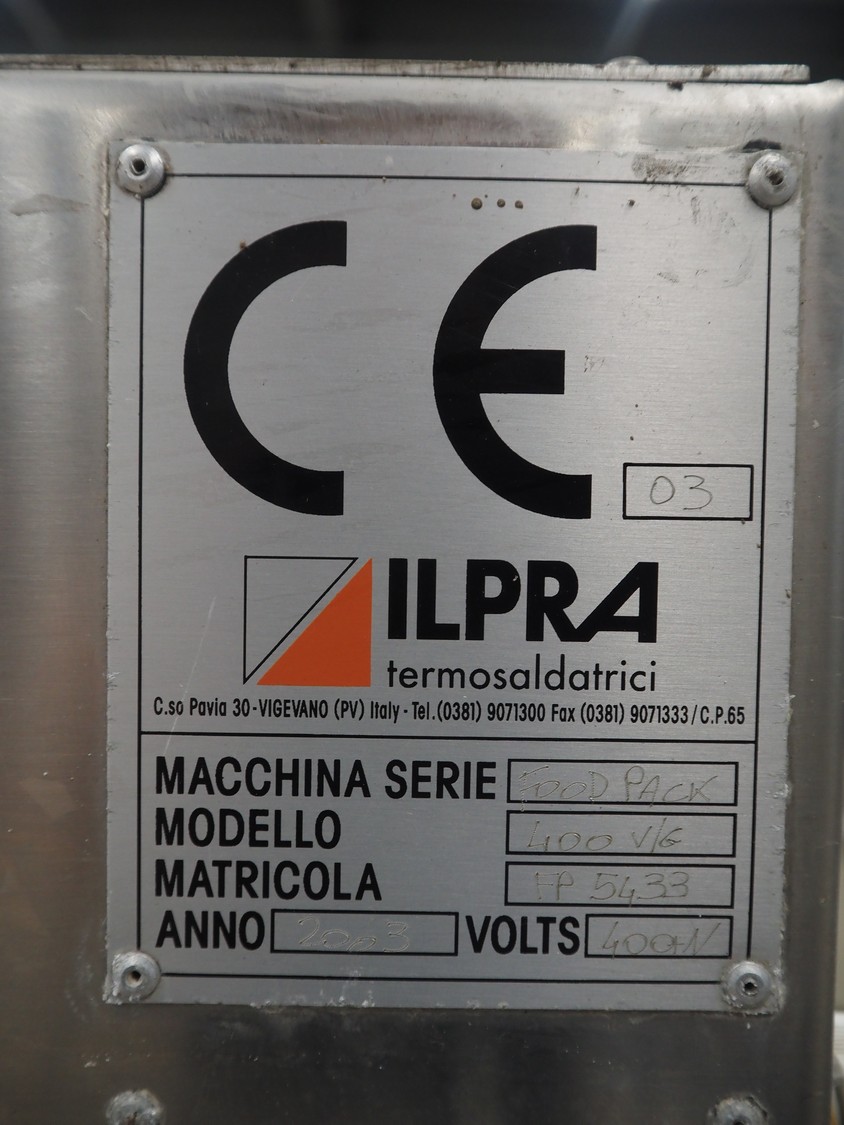 CE
03
ILPRA
termosaldatrici
C.so Pavia 30-VIGEVANO (PV) Italy - Tel.(0381) 9071300 Fax (0381) 9071333/C.P.65
MACCHINA SERIE FOOD PACK
MODELLO 400 V/G
MATRICOLA FP 5433
ANNO 2003 VOLTS 400+N